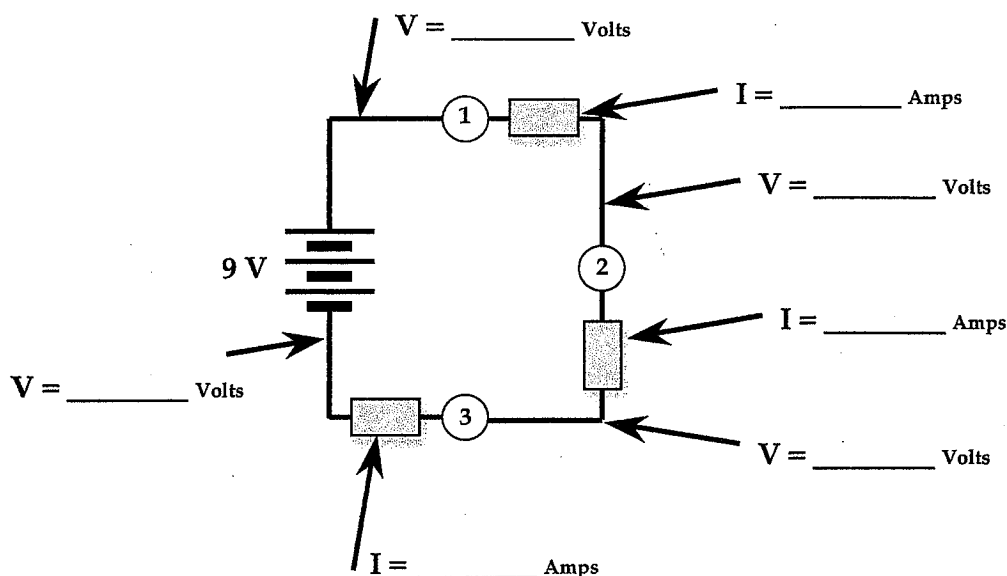 V = ________ Volts
1
I = ________ Amps
V = ________ Volts
9 V
2
I = ________ Amps
V = ________ Volts
3
V = ________ Volts
I = ________ Amps